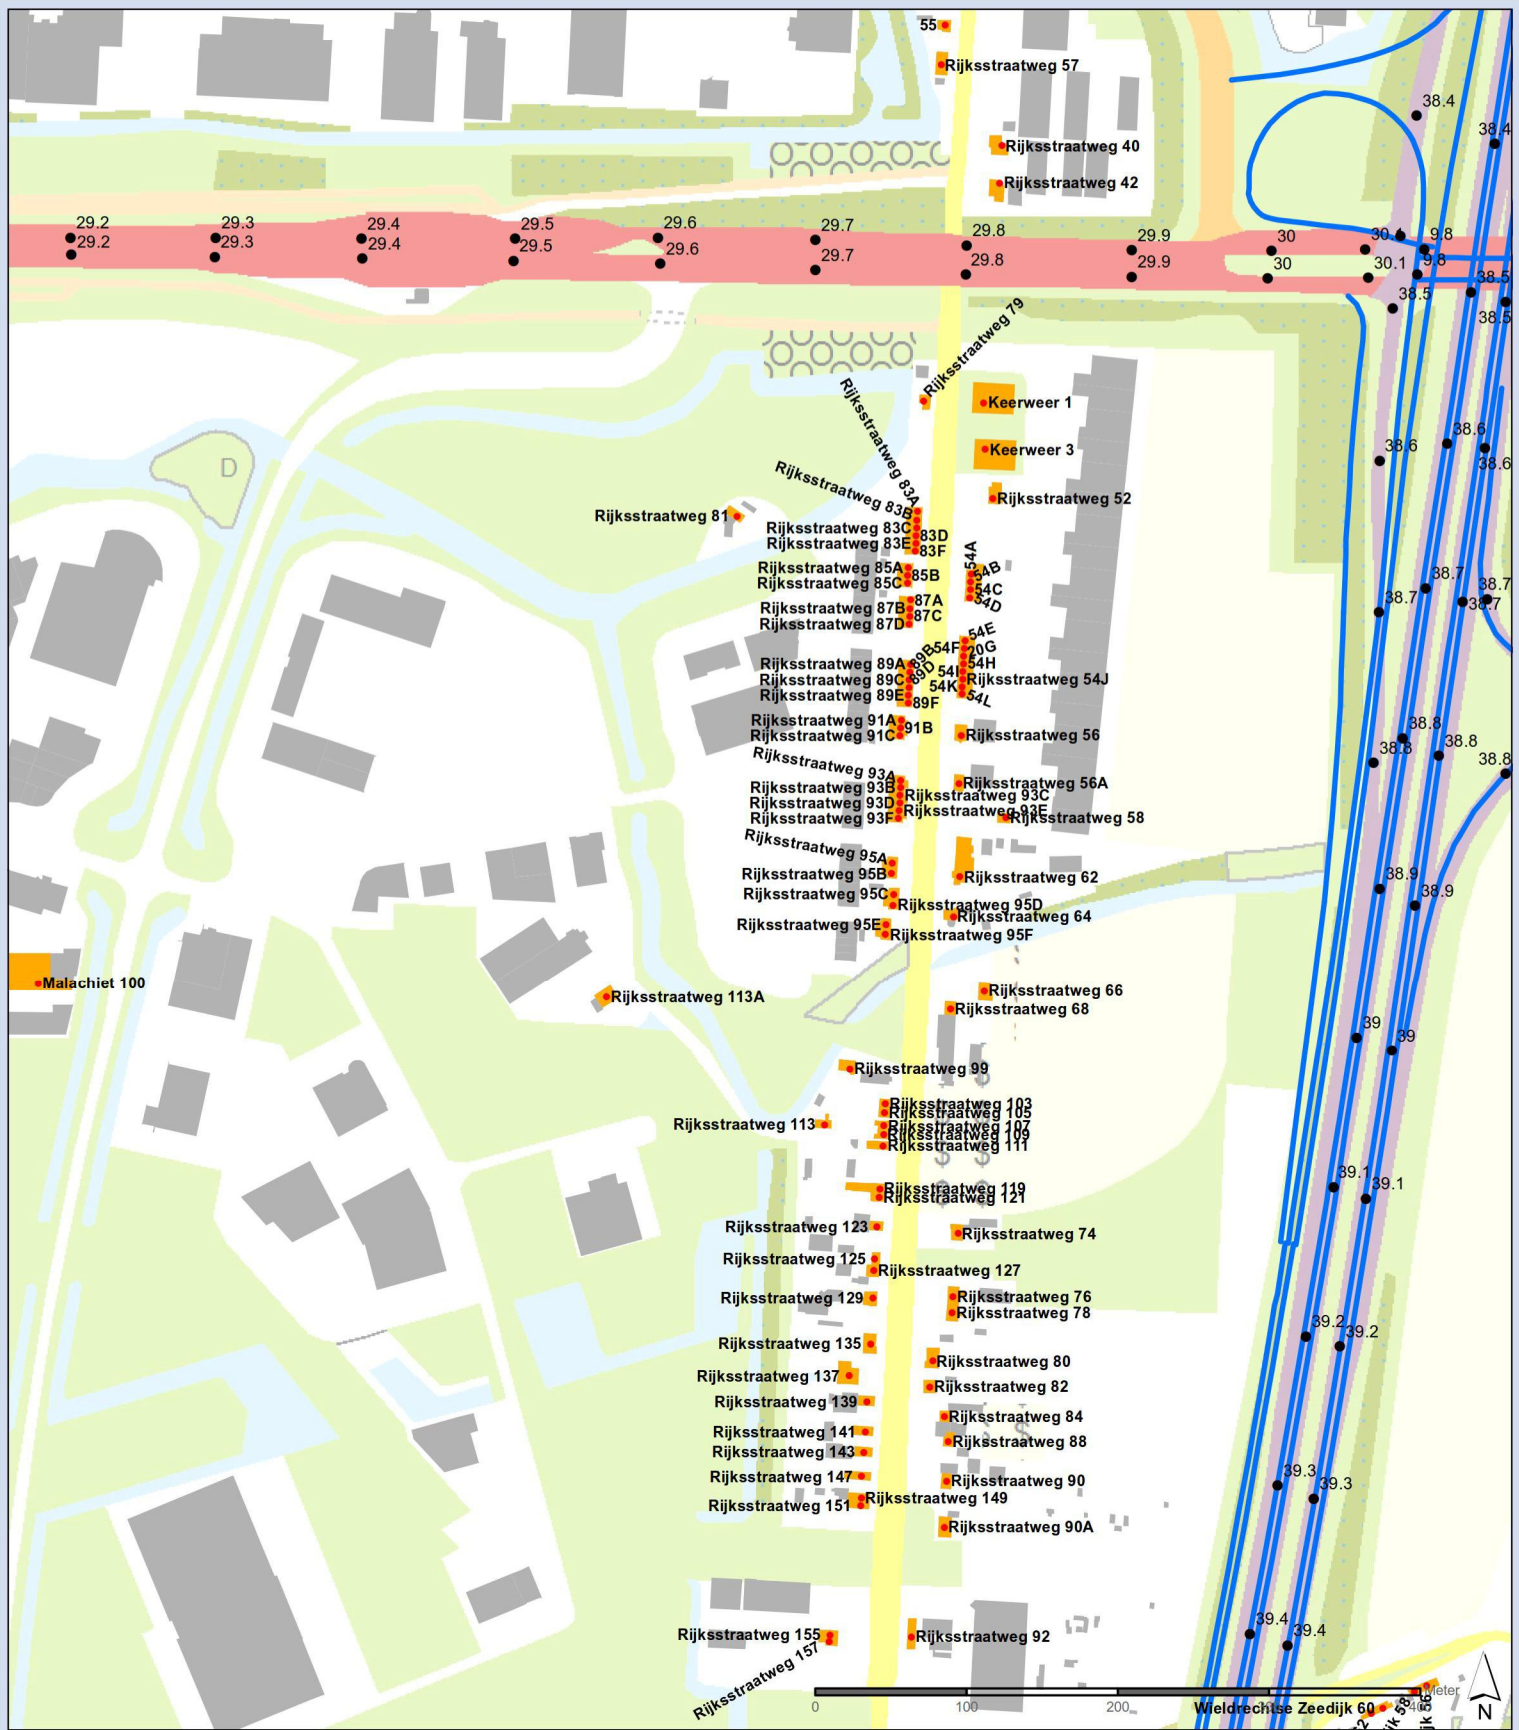 55
Rijksstraatweg 57
38.4
38.4
Rijksstraatweg 40
Rijksstraatweg 42
29.2
29.3
29.4
29.5
29.6
29.7
29.8
29.9
30
30.1
9.8
29.2
29.3
29.4
29.5
29.6
29.7
29.8
29.9
30
30.1
9.8
38.5
38.5
38.5
Rijksstraatweg 79
Keerweer 1
Rijksstraatweg 83A
Keerweer 3
38.6
38.6
38.6
D
Rijksstraatweg 83B
Rijksstraatweg 52
Rijksstraatweg 81
Rijksstraatweg 83C
83D
Rijksstraatweg 83E
83F
54A
Rijksstraatweg 85A
54B
85B
Rijksstraatweg 85C
54C
38.7
38.7
38.7
38.7
87A
54D
Rijksstraatweg 87B
87C
Rijksstraatweg 87D
54E
54F
20G
89B
Rijksstraatweg 89A
54H
89D
54I
Rijksstraatweg 89C
Rijksstraatweg 54J
54K
Rijksstraatweg 89E
54L
89F
Rijksstraatweg 91A
91B
Rijksstraatweg 91C
Rijksstraatweg 56
38.8
38.8
38.8
38.8
Rijksstraatweg 93A
Rijksstraatweg 56A
Rijksstraatweg 93B
Rijksstraatweg 93C
Rijksstraatweg 93D
Rijksstraatweg 93E
Rijksstraatweg 93F
Rijksstraatweg 58
Rijksstraatweg 95A
Rijksstraatweg 95B
Rijksstraatweg 62
38.9
38.9
Rijksstraatweg 95C
Rijksstraatweg 95D
Rijksstraatweg 64
Rijksstraatweg 95E
Rijksstraatweg 95F
Malachiet 100
Rijksstraatweg 66
Rijksstraatweg 113A
Rijksstraatweg 68
39
39
Rijksstraatweg 99
Rijksstraatweg 103
Rijksstraatweg 105
Rijksstraatweg 113
Rijksstraatweg 107
Rijksstraatweg 109
Rijksstraatweg 111
39.1
39.1
Rijksstraatweg 119
Rijksstraatweg 121
Rijksstraatweg 123
Rijksstraatweg 74
Rijksstraatweg 125
Rijksstraatweg 127
Rijksstraatweg 129
Rijksstraatweg 76
Rijksstraatweg 78
39.2
39.2
Rijksstraatweg 135
Rijksstraatweg 80
Rijksstraatweg 137
Rijksstraatweg 82
Rijksstraatweg 139
Rijksstraatweg 84
Rijksstraatweg 141
Rijksstraatweg 88
Rijksstraatweg 143
39.3
39.3
Rijksstraatweg 147
Rijksstraatweg 90
Rijksstraatweg 149
Rijksstraatweg 151
Rijksstraatweg 90A
39.4
39.4
Rijksstraatweg 155
Rijksstraatweg 92
Rijksstraatweg 157
Meter
0
100
200
Wieldrechtse Zeedijk 60
N